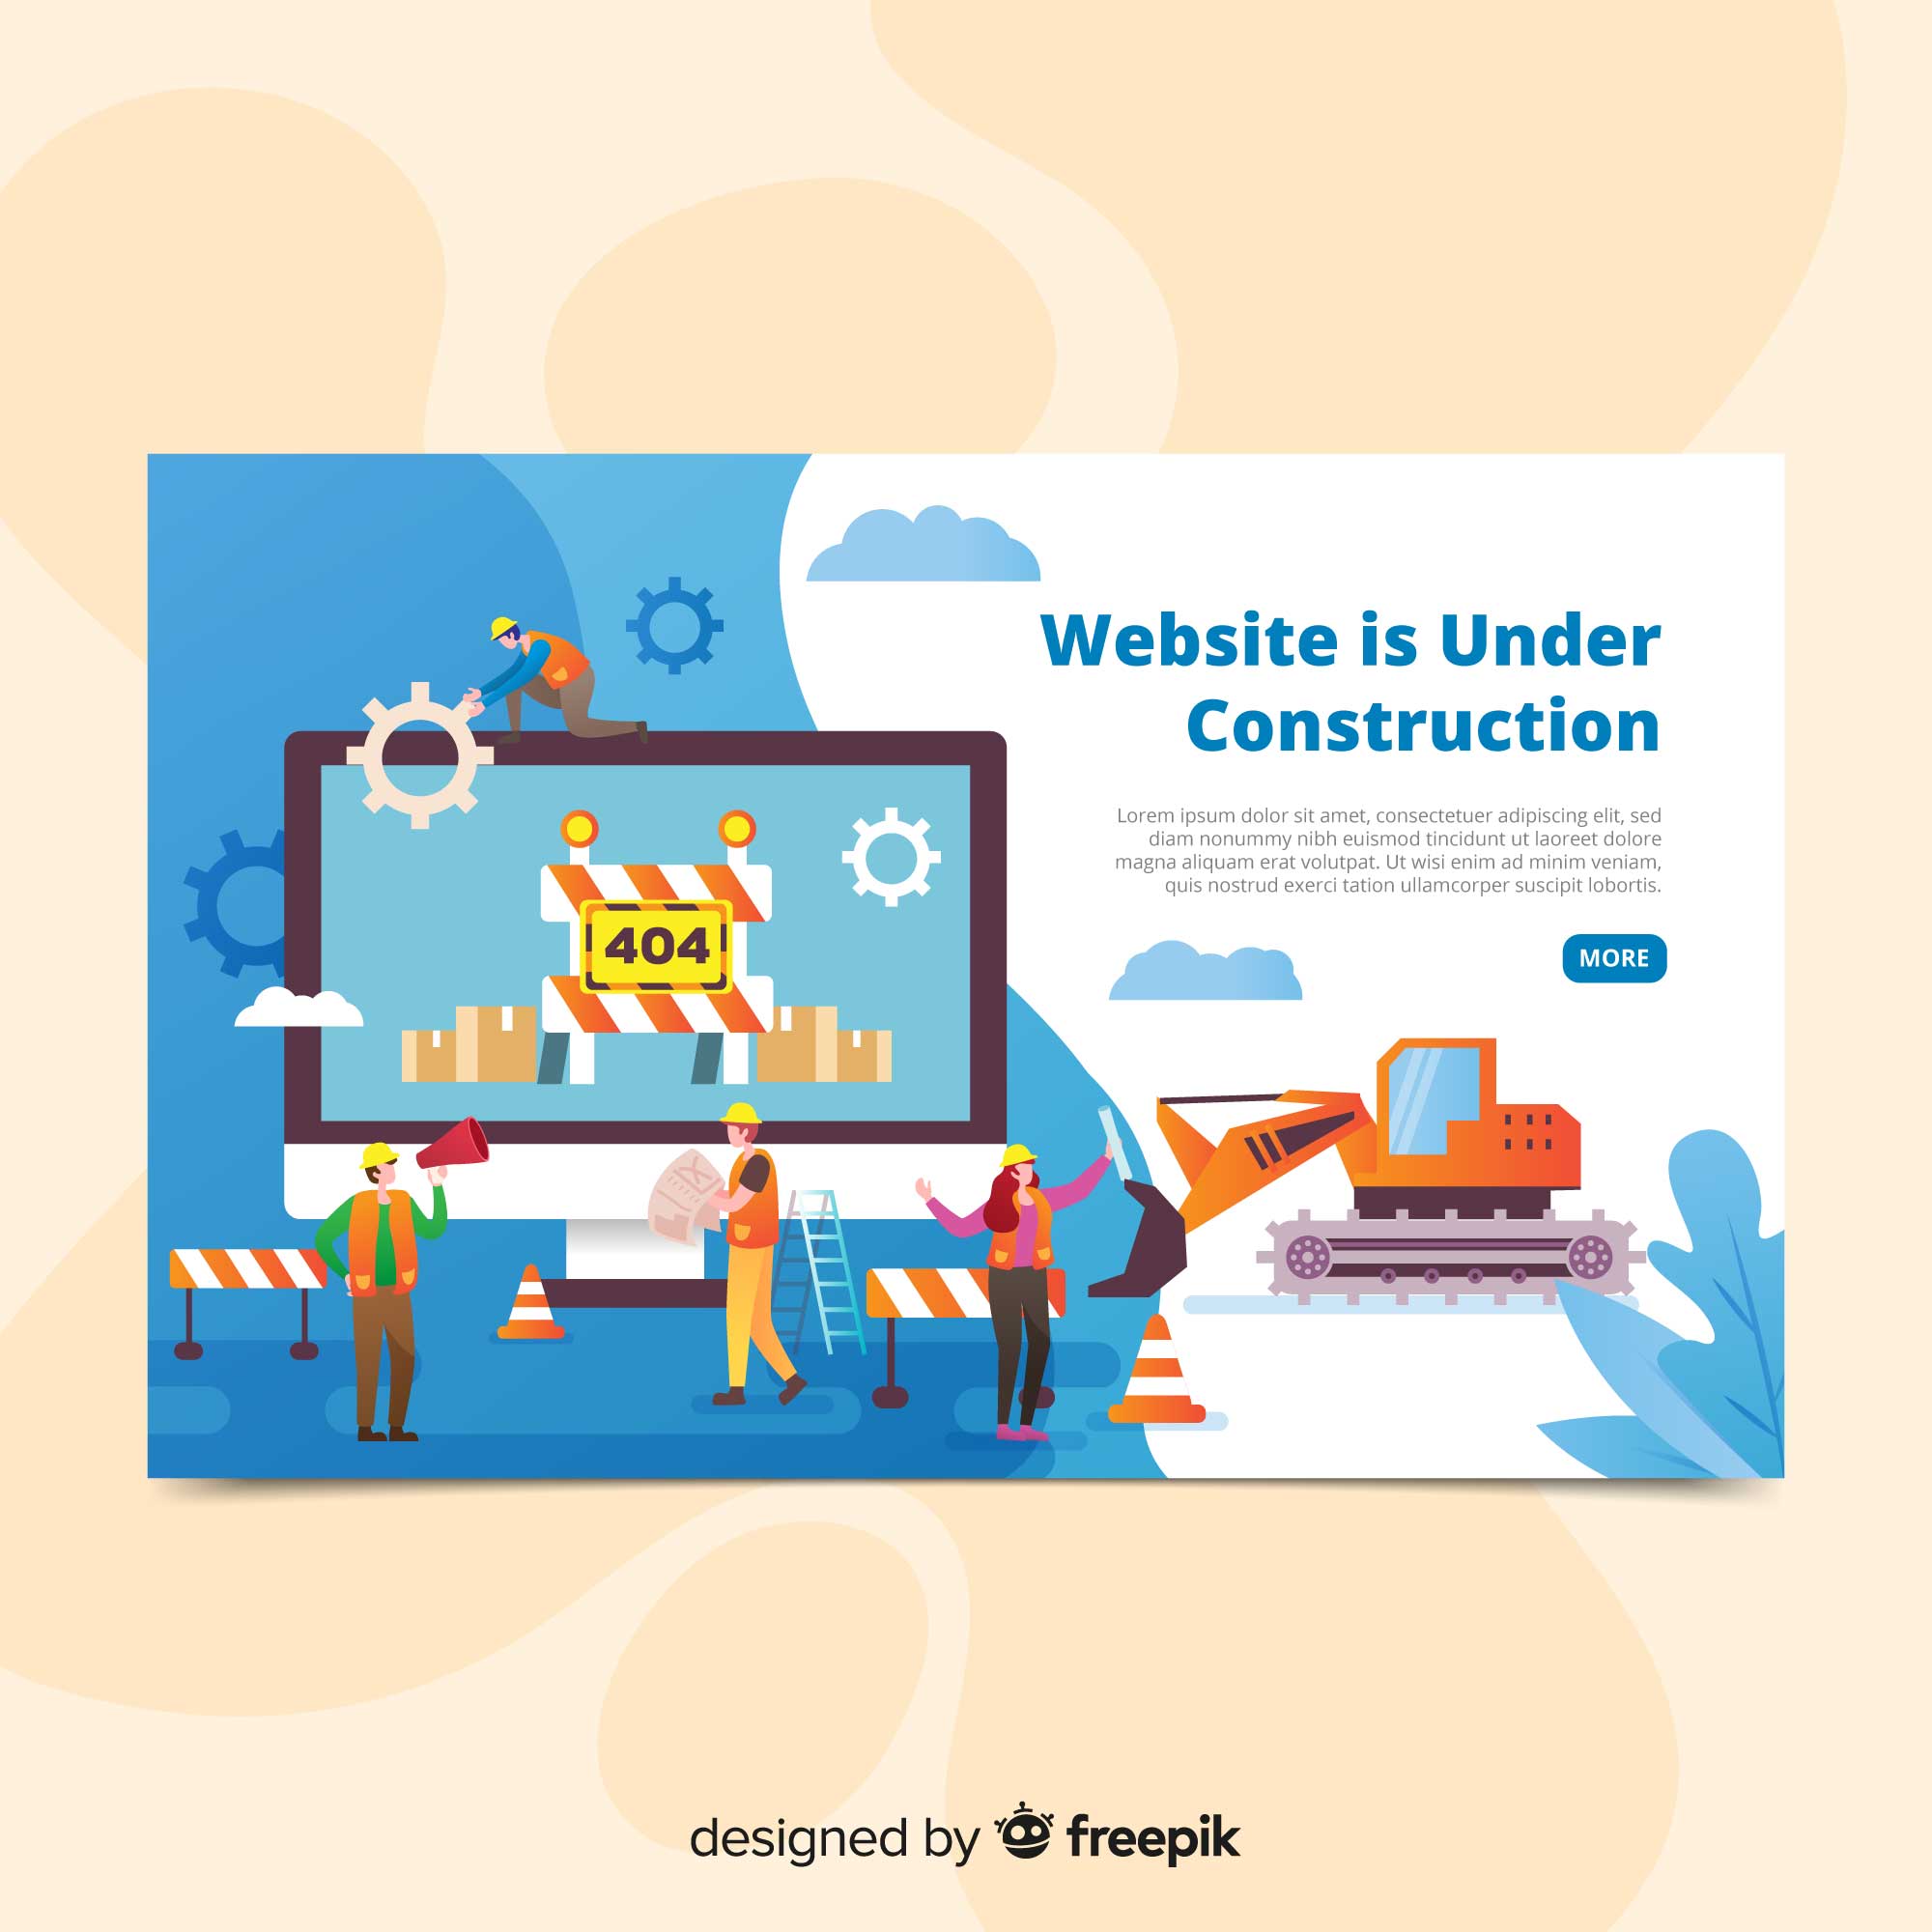 Website is Under
Construction
Lorem ipsum dolor sit amet, consectetuer adipiscing elit, sed
diam nonummy nibh euismod tincidunt ut laoreet dolore
magna aliquam erat volutpat. Ut wisi enim ad minim veniam,
quis nostrud exerci tation ullamcorper suscipit lobortis.
MORE
404
designed by freepik